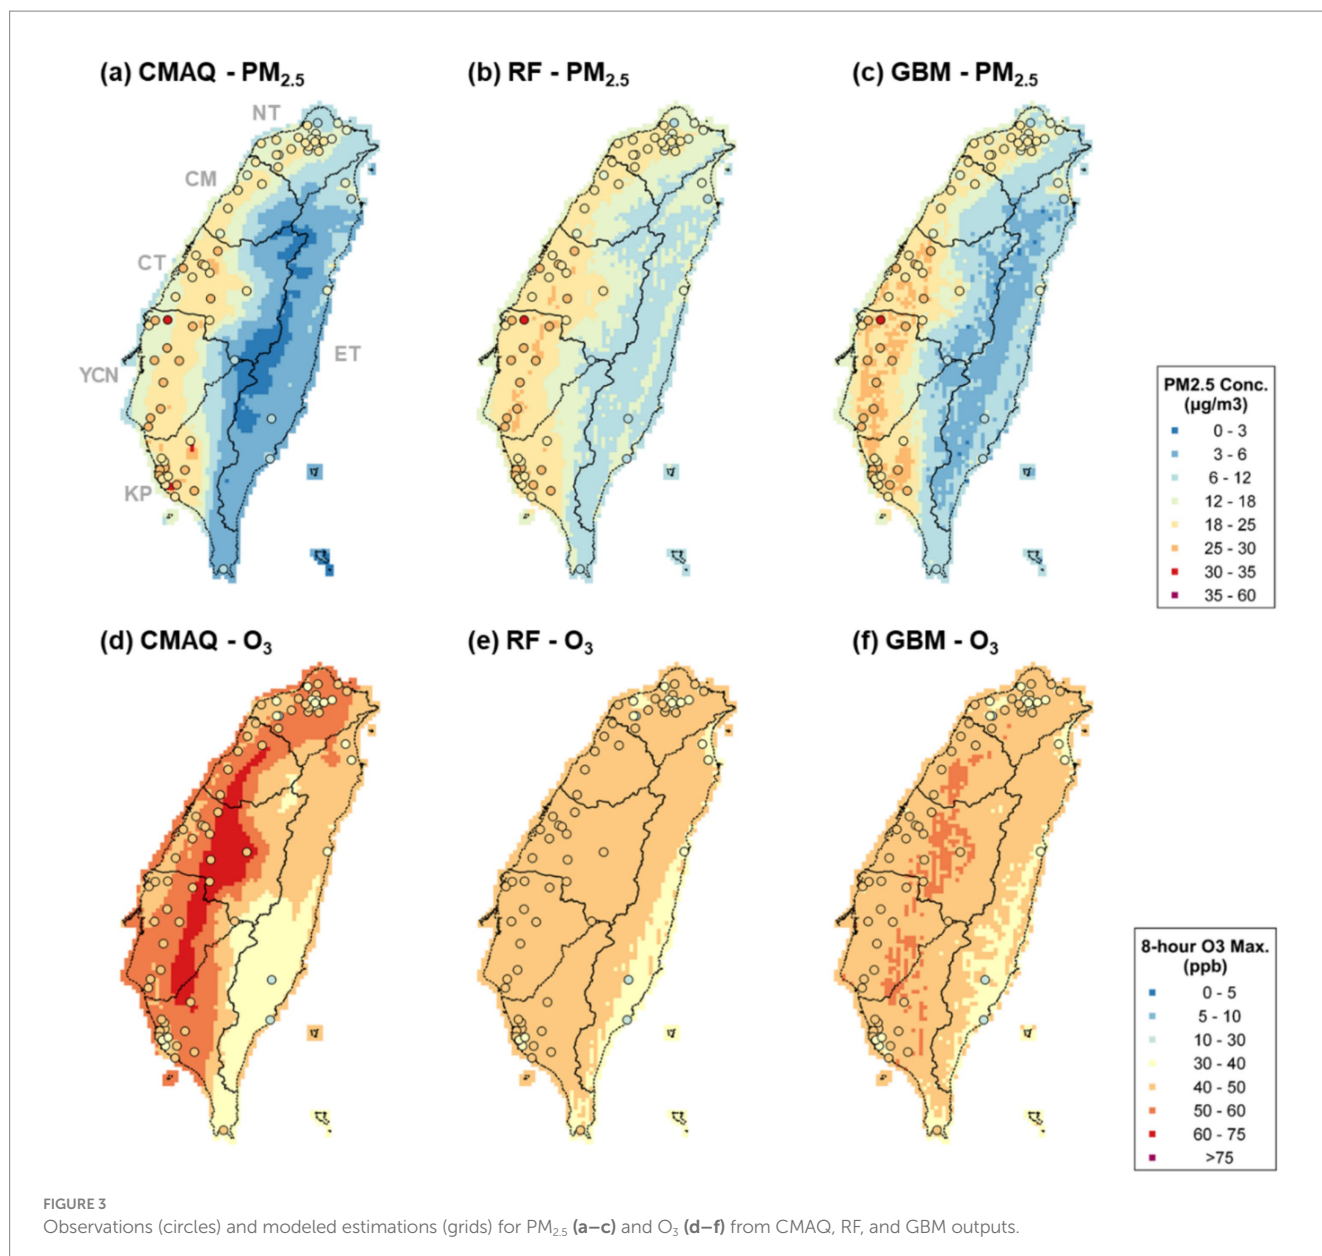 (a) CMAQ - PM2.5
(b) RF - PM2.5
(c) GBM - PM2.5
NT
CM
CT
YCN
ET
KP
PM2.5 Conc.
(µg/m3)
0 - 3
3 - 6
6 - 12
12 - 18
18 - 25
25 - 30
30 - 35
35 - 60
(d) CMAQ - O3
(e) RF - O3
(f) GBM - O3
8-hour O3 Max.
(ppb)
0 - 5
5 - 10
10 - 30
30 - 40
40 - 50
50 - 60
60 - 75
>75
FIGURE 3
Observations (circles) and modeled estimations (grids) for PM2.5 (a–c) and O3 (d–f) from CMAQ, RF, and GBM outputs.